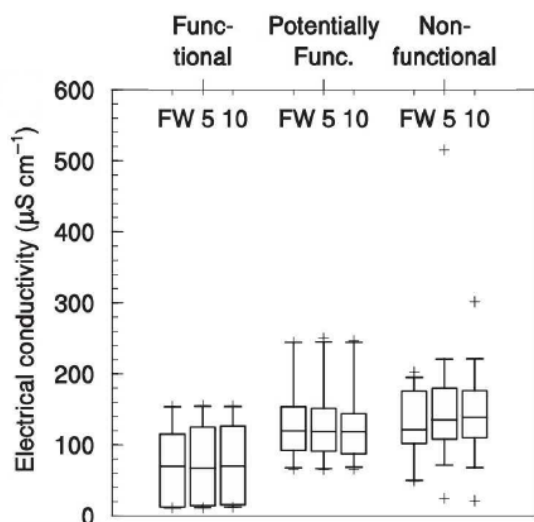 Func-
tional
Potentially
Func.
Non-
functional
FW 5 10
FW 5 10
FW 5 10
Electrical conductivity (µS cm⁻¹)
600
500
400
300
200
100
0